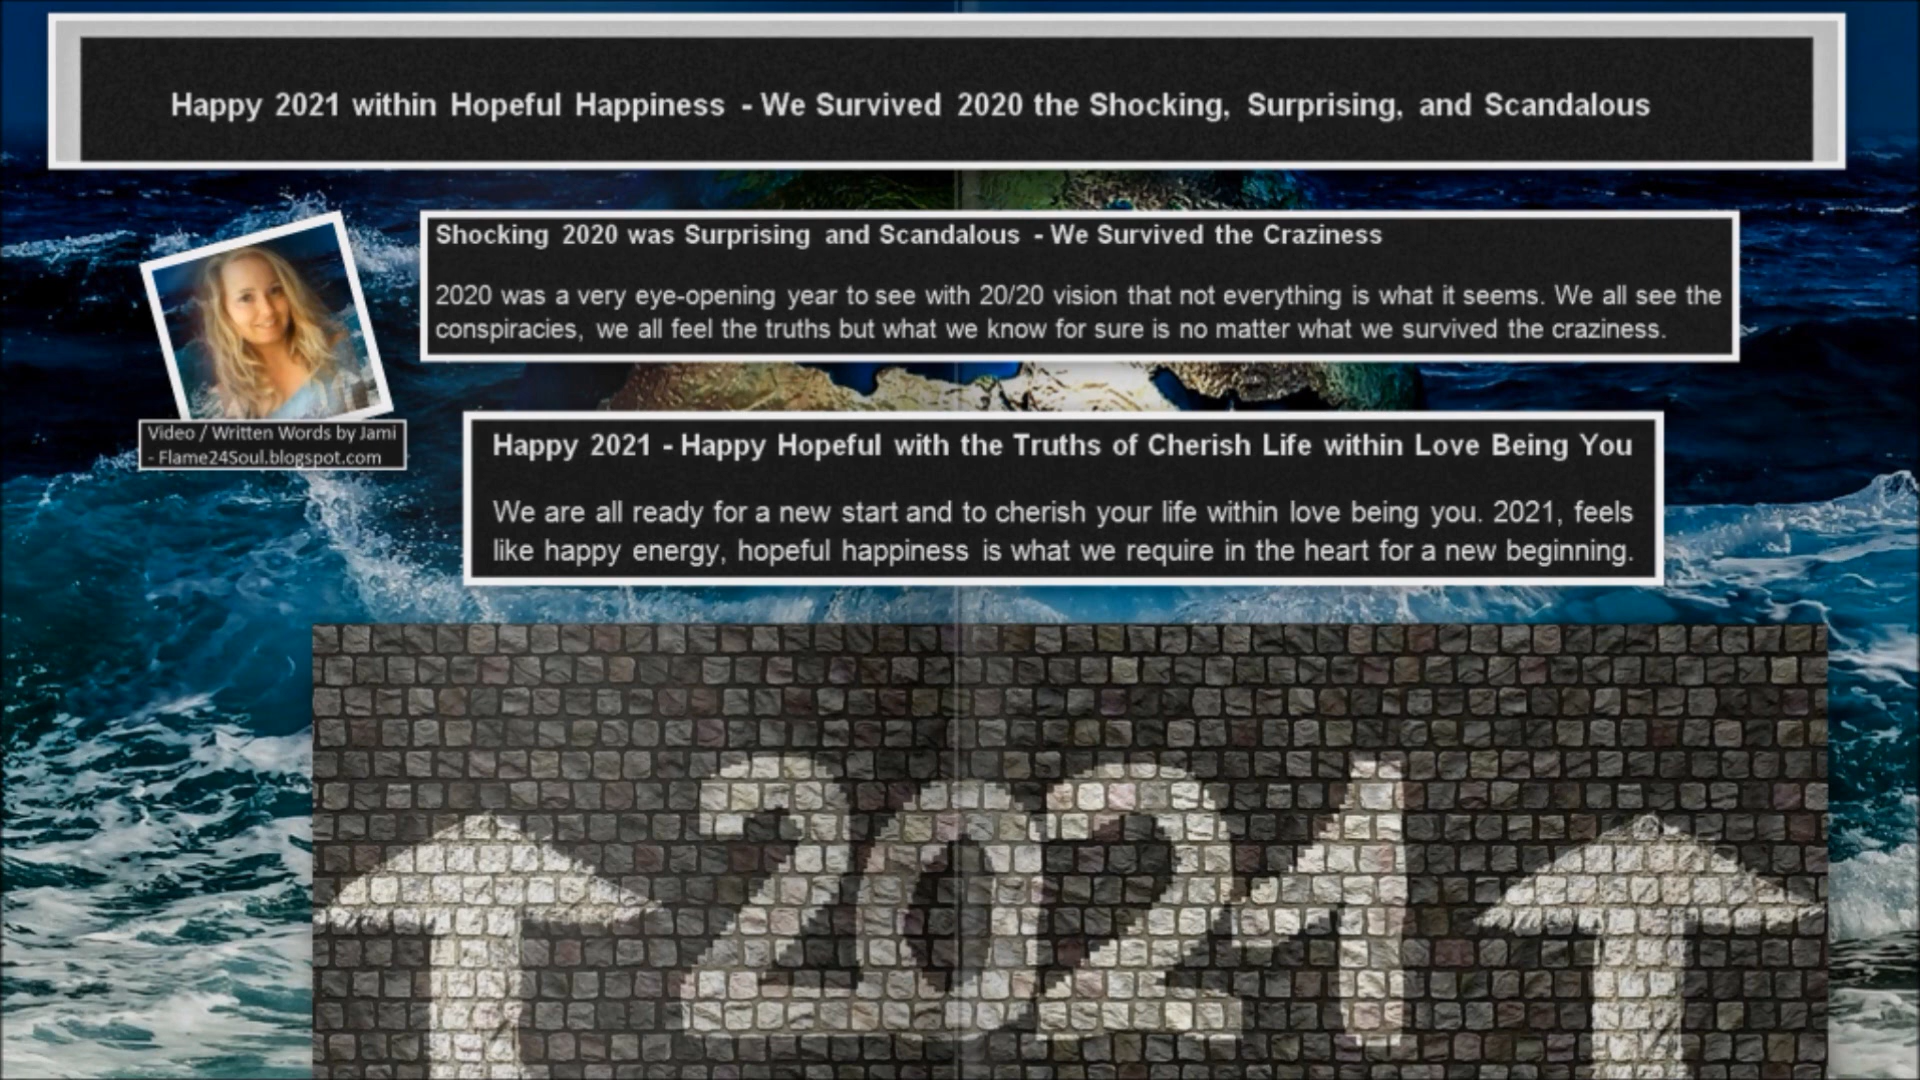 Happy 2021 within Hopeful Happiness - We Survived 2020 the Shocking, Surprising, and Scandalous
Shocking 2020 was Surprising and Scandalous - We Survived the Craziness
2020 was a very eye-opening year to see with 20/20 vision that not everything is what it seems. We all see the
conspiracies, we all feel the truths but what we know for sure is no matter what we survived the craziness.
Video / Written Words by Jami
- Flame24Soul.blogspot.com
Happy 2021 - Happy Hopeful with the Truths of Cherish Life within Love Being You
We are all ready for a new start and to cherish your life within love being you. 2021, feels
like happy energy, hopeful happiness is what we require in the heart for a new beginning.
2021